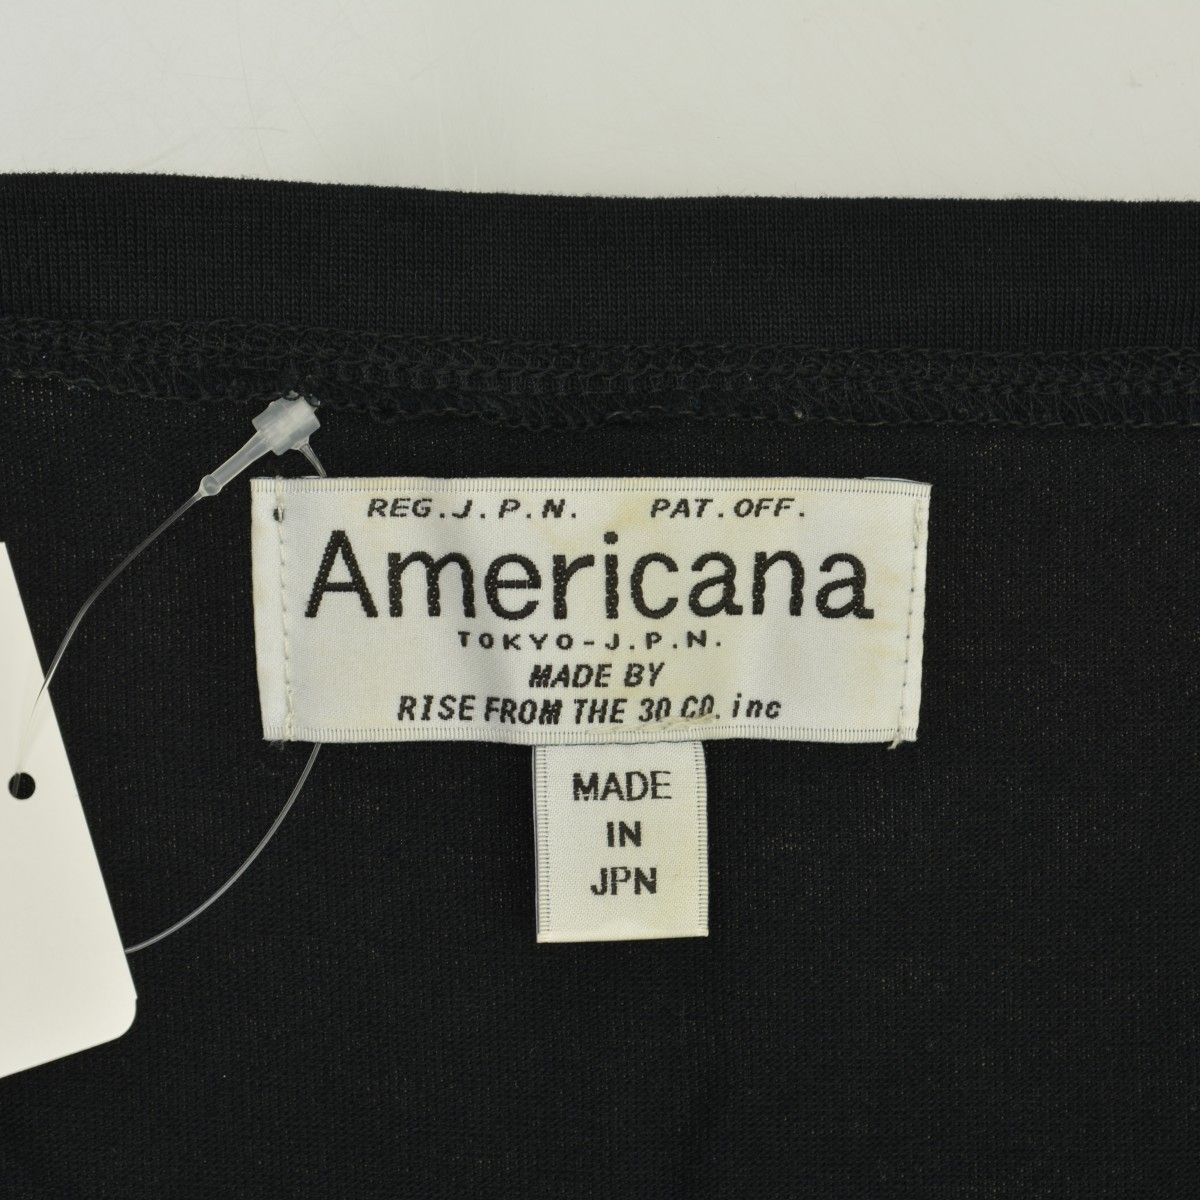 REG.J.P.N. PAT.OFF.
Americana
TOKYO-J.P.N.
MADE BY
RISE FROM THE 30 CO. inc
MADE
IN
JPN